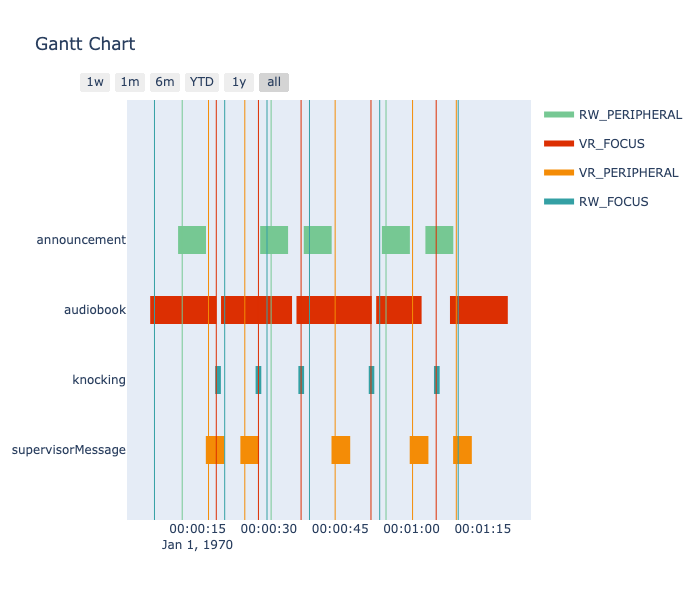 Gantt Chart
1w 1m 6m YTD 1y all
RW_PERIPHERAL
VR_FOCUS
VR_PERIPHERAL
RW_FOCUS
announcement
audiobook
knocking
supervisorMessage
00:00:15 00:00:30 00:00:45 00:01:00 00:01:15
Jan 1, 1970